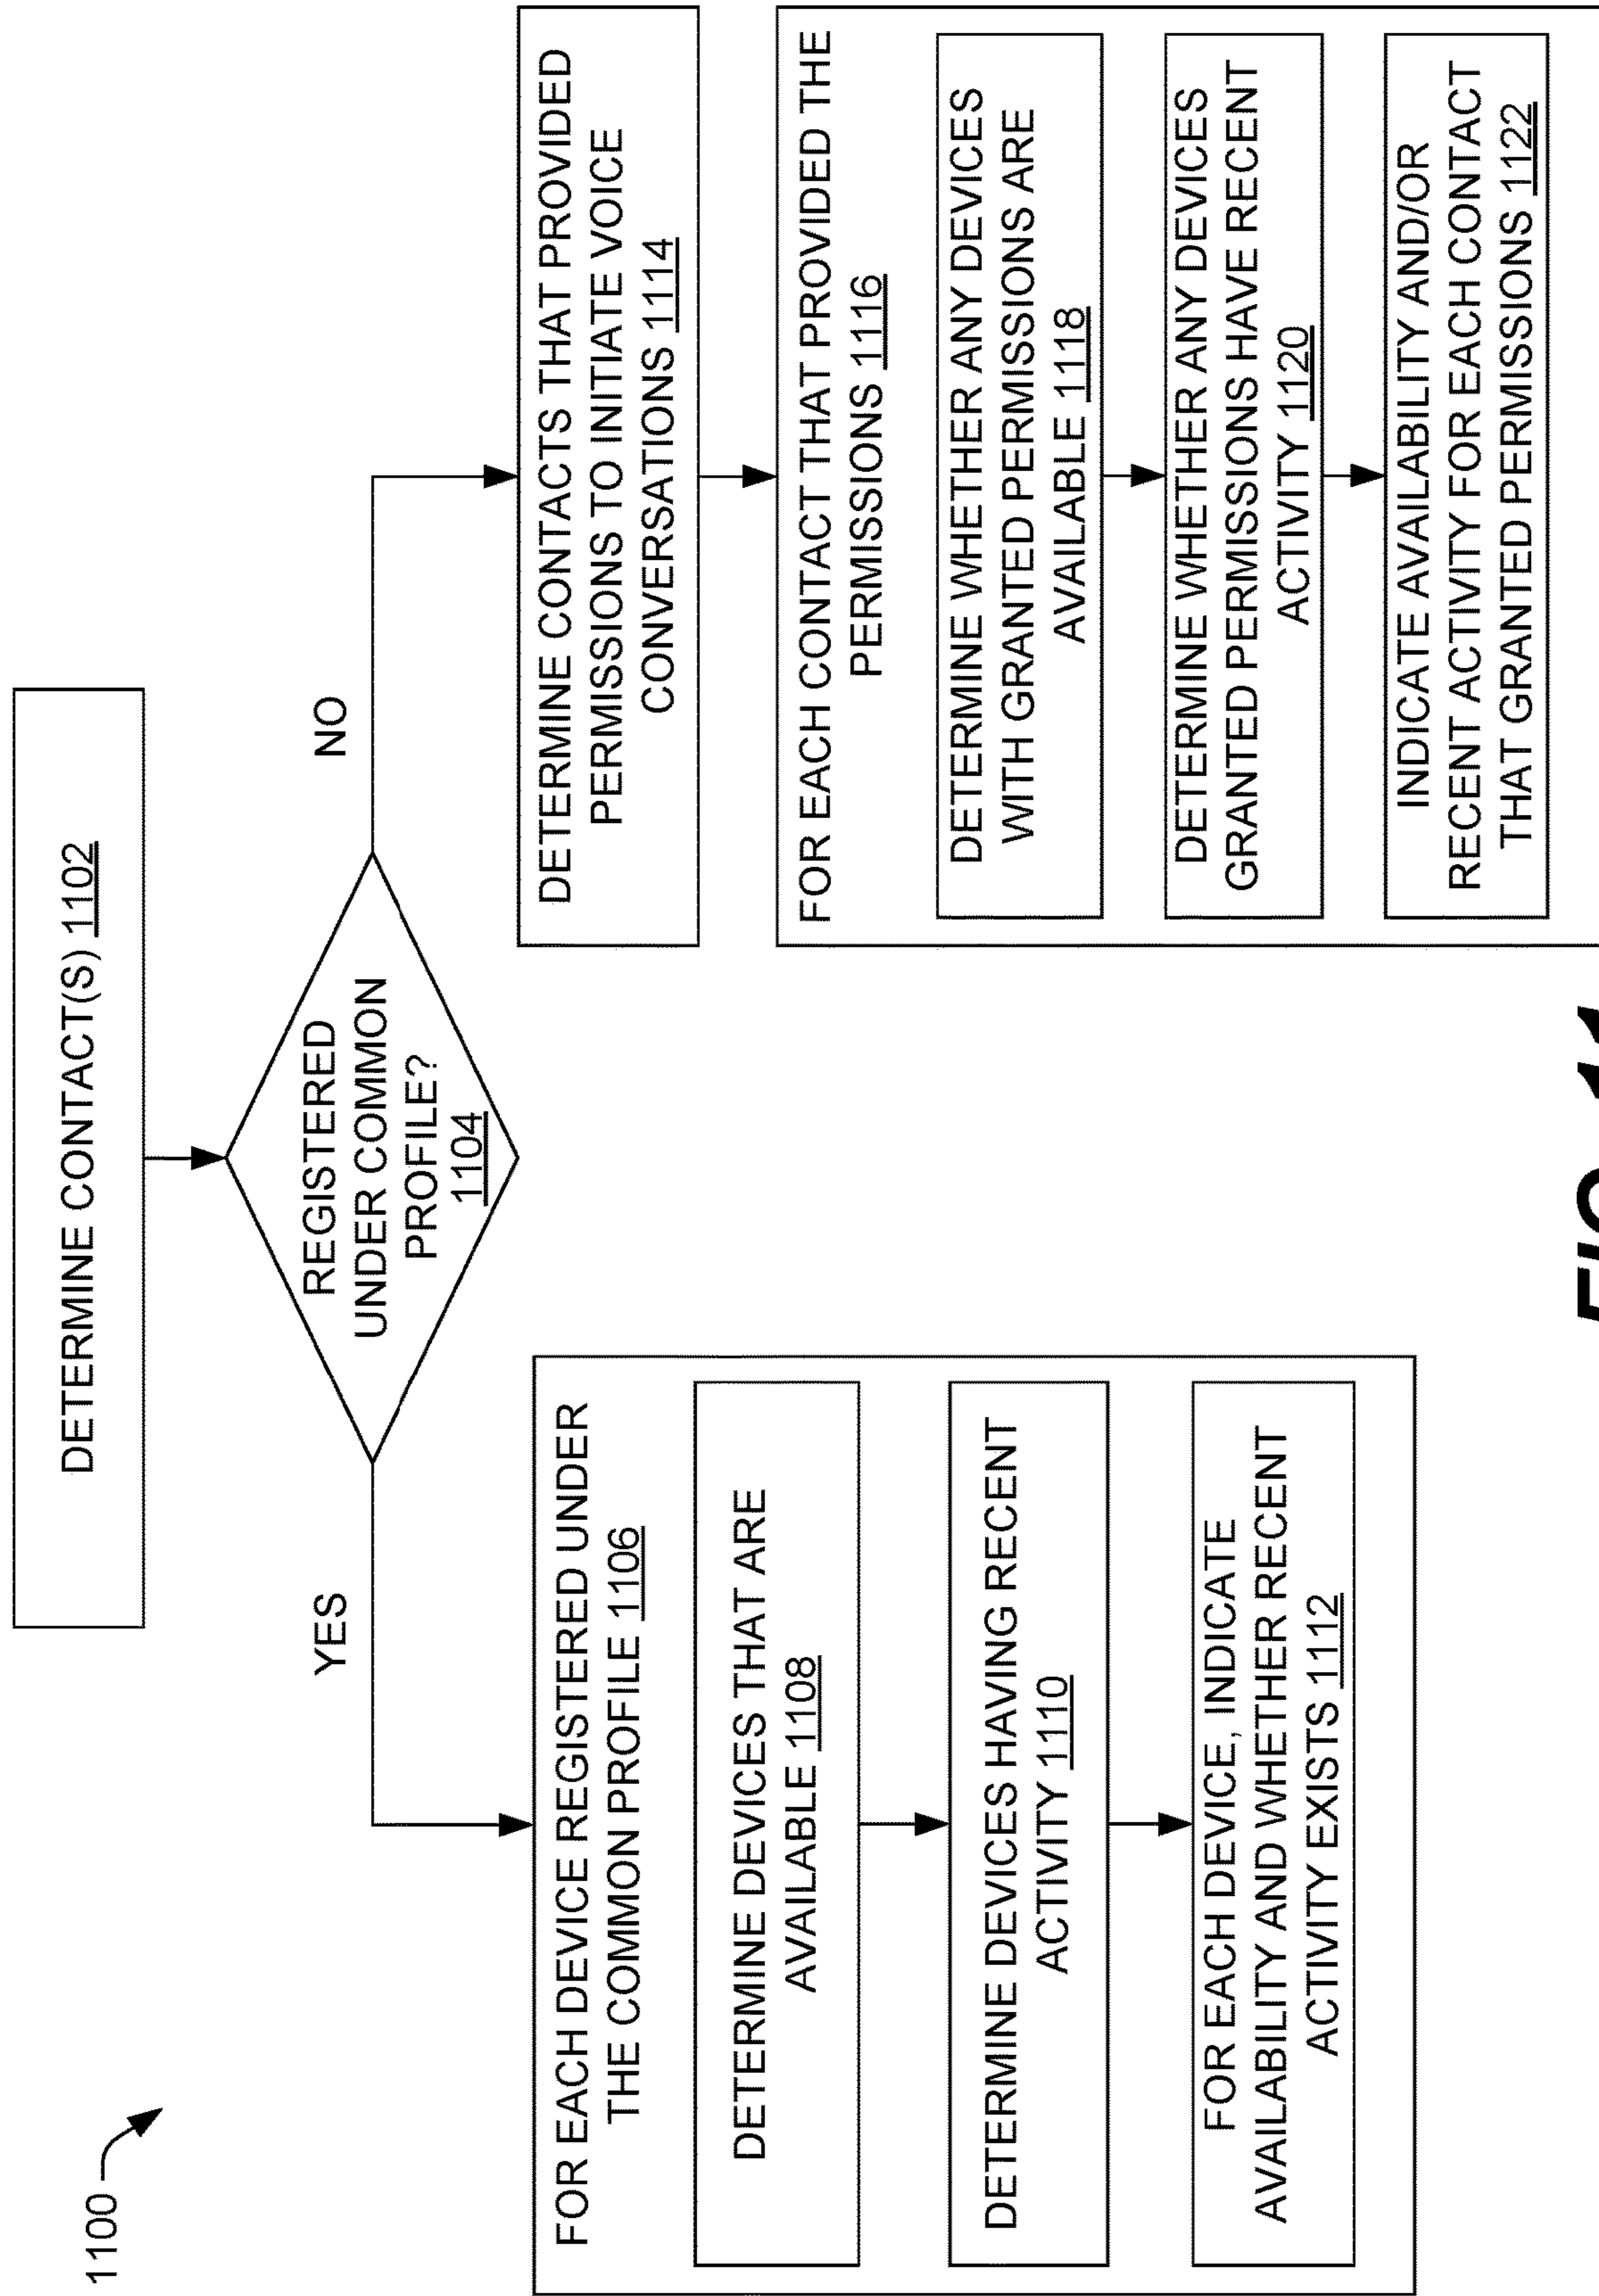 1100
DETERMINE CONTACT(S) 1102
REGISTERED
UNDER COMMON
PROFILE?
1104
YES
NO
FOR EACH DEVICE REGISTERED UNDER
THE COMMON PROFILE 1106
DETERMINE DEVICES THAT ARE
AVAILABLE 1108
DETERMINE DEVICES HAVING RECENT
ACTIVITY 1110
FOR EACH DEVICE, INDICATE
AVAILABILITY AND WHETHER RECENT
ACTIVITY EXISTS 1112
DETERMINE CONTACTS THAT PROVIDED
PERMISSIONS TO INITIATE VOICE
CONVERSATIONS 1114
FOR EACH CONTACT THAT PROVIDED THE
PERMISSIONS 1116
DETERMINE WHETHER ANY DEVICES
WITH GRANTED PERMISSIONS ARE
AVAILABLE 1118
DETERMINE WHETHER ANY DEVICES
GRANTED PERMISSIONS HAVE RECENT
ACTIVITY 1120
INDICATE AVAILABILITY AND/OR
RECENT ACTIVITY FOR EACH CONTACT
THAT GRANTED PERMISSIONS 1122